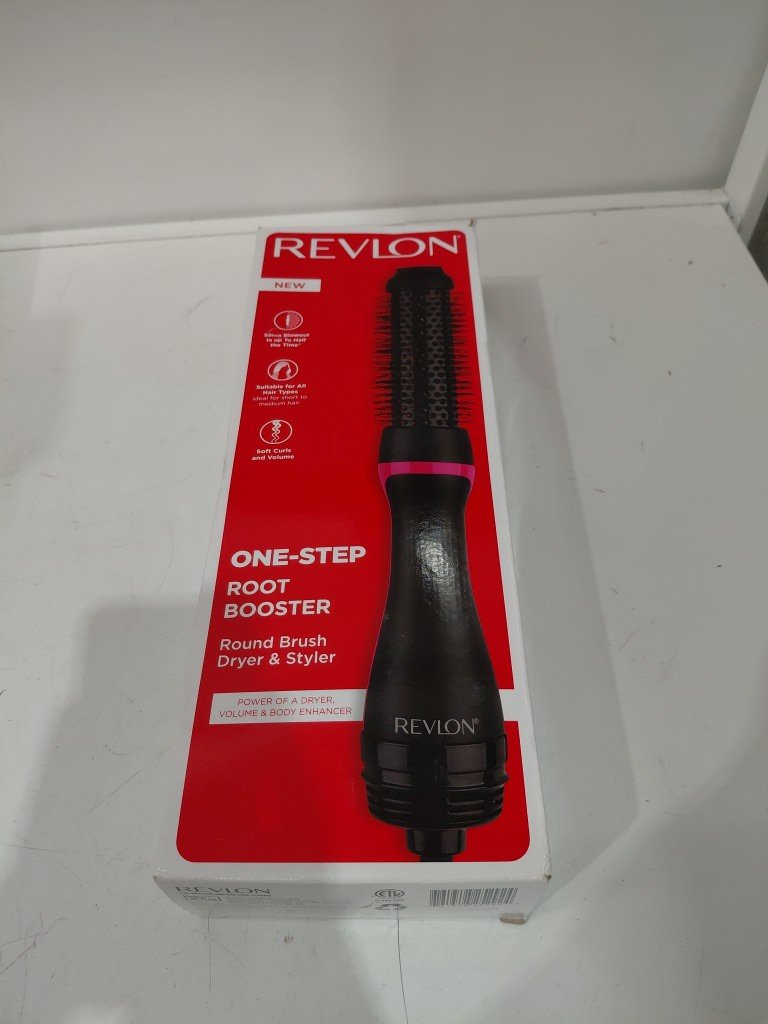 REVLON®
NEW
Salon Blowout
in up To Half
the Time*
Suitable for All
Hair Types
ideal for short to
medium hair
Soft Curls
and Volume
ONE-STEP
ROOT
BOOSTER
Round Brush
Dryer & Styler
POWER OF A DRYER,
VOLUME & BODY ENHANCER
REVLON®
REVLON
revlonhairtools.com